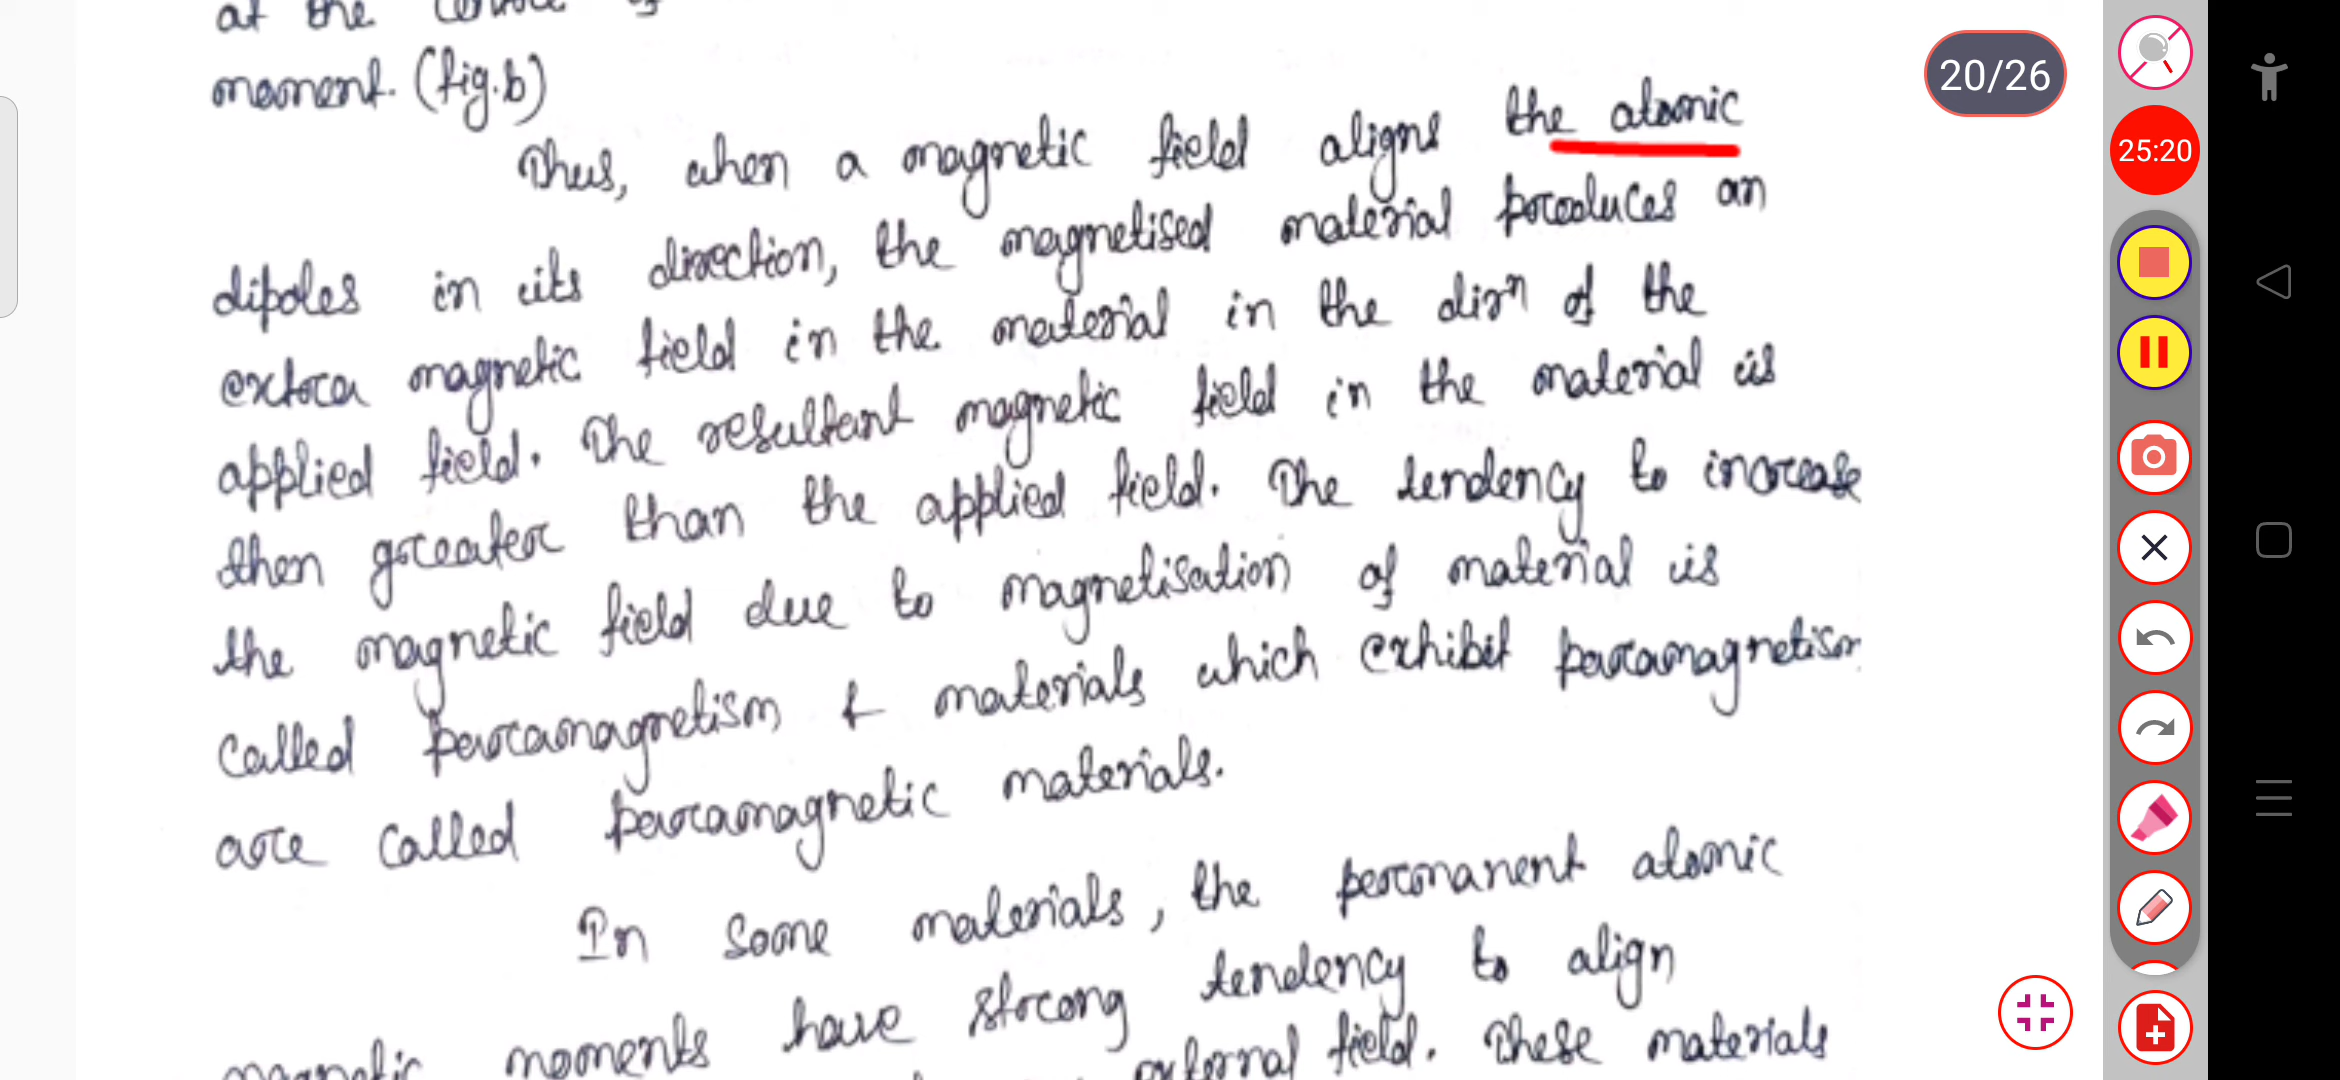 at the
moment. (fig.b)
20/26
25:20
Thus, when a magnetic field aligns the atomic
dipoles in its direction, the magnetised material produces an
extra magnetic field in the material in the dirn of the
applied field. The resultant magnetic field in the material is
then greater than the applied field. The tendency to increase
the magnetic field due to magnetisation of material is
called paramagnetism & materials which exhibit paramagnetism
are called paramagnetic materials.
In some materials, the permanent atomic
magnetic moments have strong tendency to align
external field. These materials